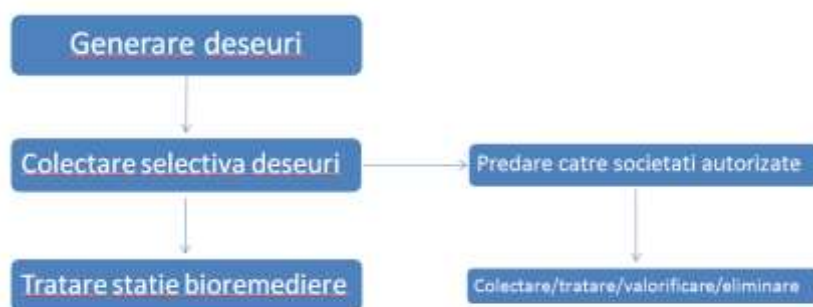 Generare deseuri
Colectare selectiva deseuri
Predare catre societati autorizate
Tratare statie bioremediere
Colectare/tratare/valorificare/eliminare